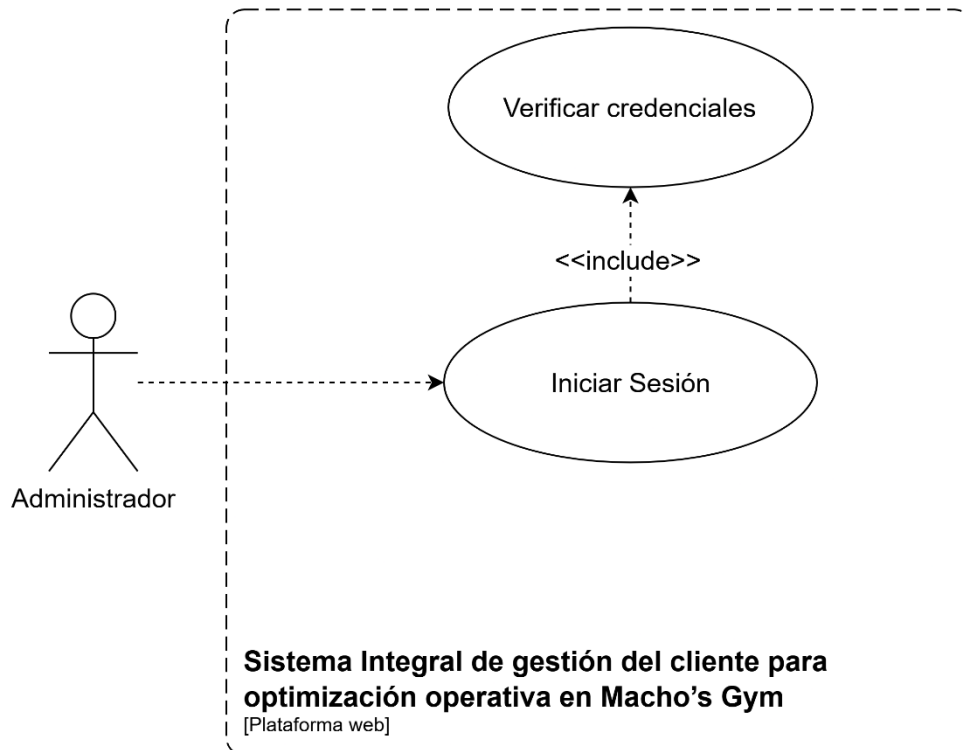 Verificar credenciales
<<include>>
Iniciar Sesión
Administrador
Sistema Integral de gestión del cliente para
optimización operativa en Macho's Gym
[Plataforma web]